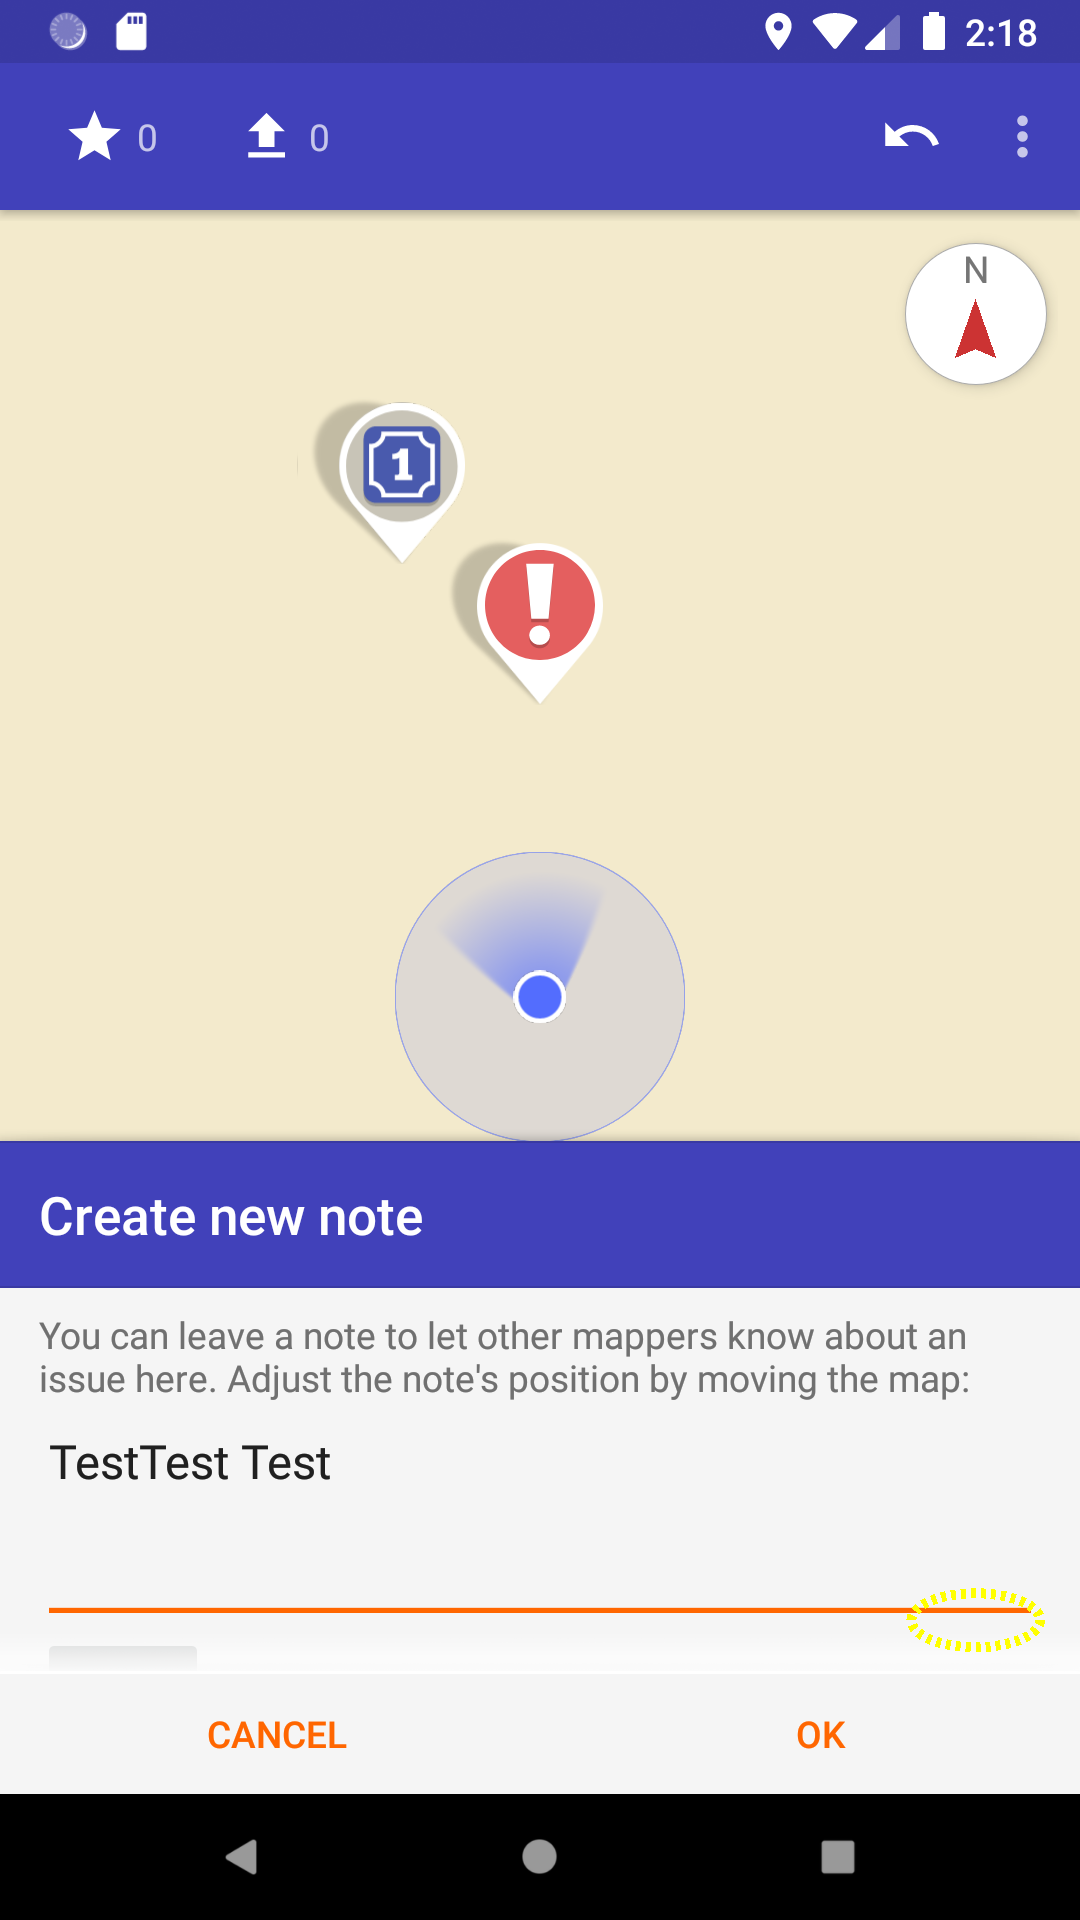 2:18
0
0
N
1
Create new note
You can leave a note to let other mappers know about an
issue here. Adjust the note's position by moving the map:
TestTest Test
CANCEL
OK